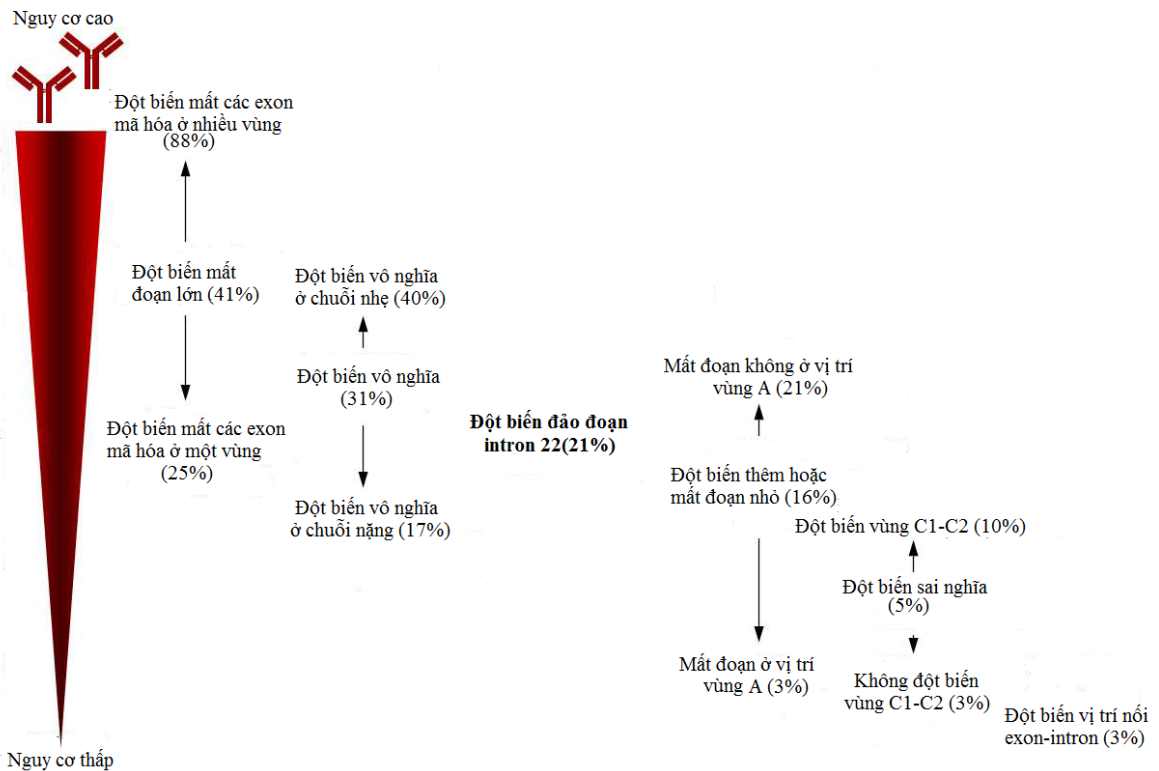 Nguy cơ cao
Đột biến mất các exon
mã hóa ở nhiều vùng
(88%)
Đột biến mất
đoạn lớn (41%)
Đột biến mất các exon
mã hóa ở một vùng
(25%)
Đột biến vô nghĩa
ở chuỗi nhẹ (40%)
Đột biến vô nghĩa
(31%)
Đột biến vô nghĩa
ở chuỗi nặng (17%)
Đột biến đảo đoạn
intron 22(21%)
Mất đoạn không ở vị trí
vùng A (21%)
Đột biến thêm hoặc
mất đoạn nhỏ (16%)
Mất đoạn ở vị trí
vùng A (3%)
Đột biến vùng C1-C2 (10%)
Đột biến sai nghĩa
(5%)
Không đột biến
vùng C1-C2 (3%)
Đột biến vị trí nối
exon-intron (3%)
Nguy cơ thấp